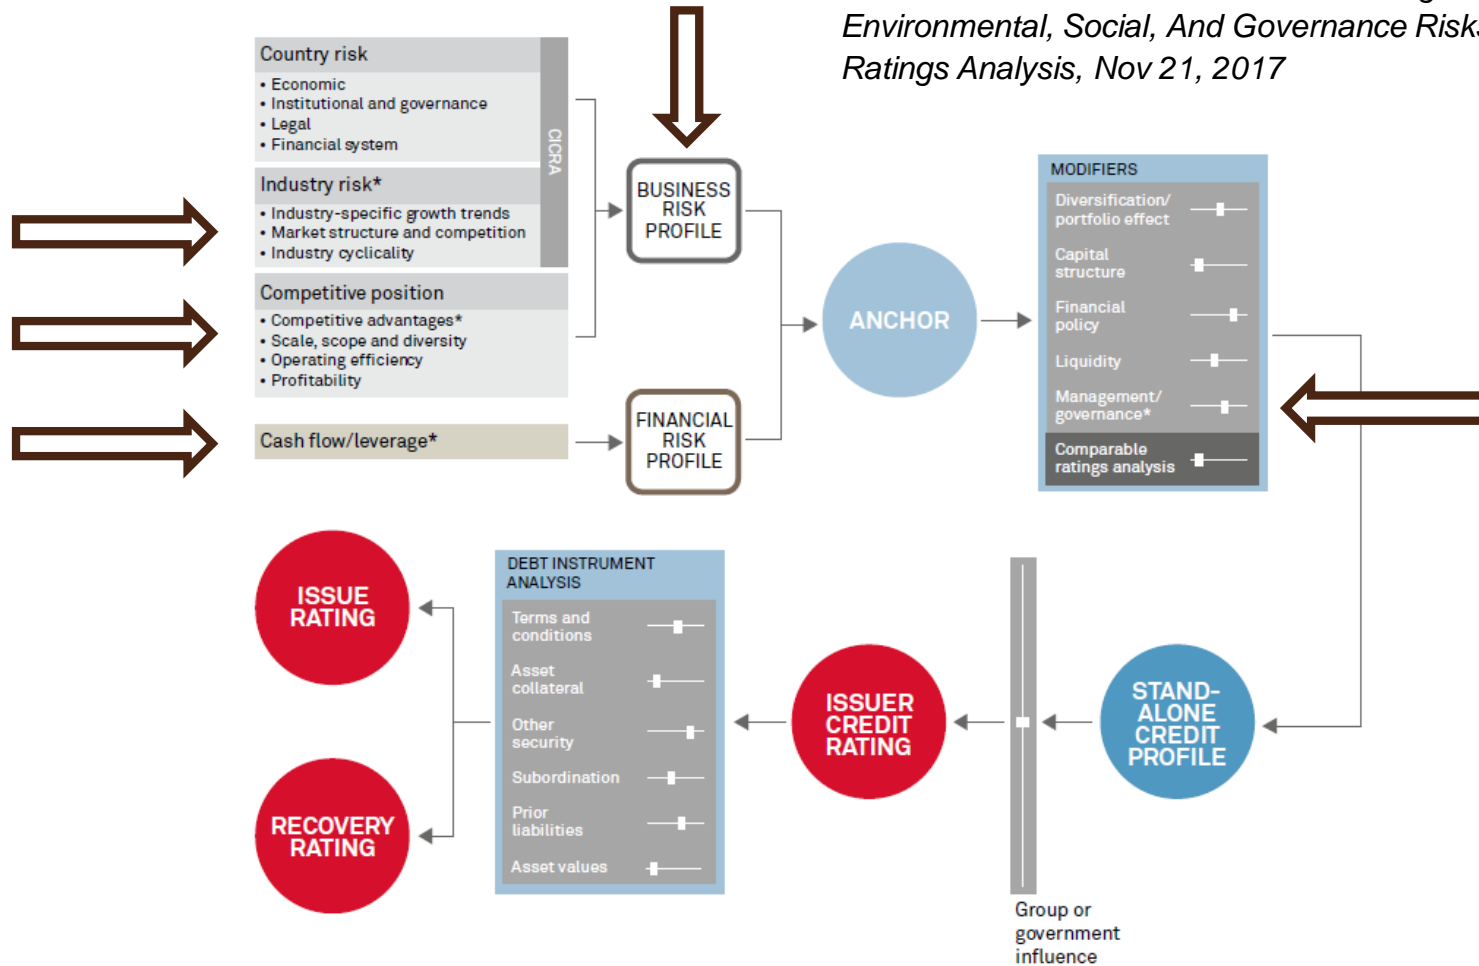 Environmental, Social, And Governance Risks
Ratings Analysis, Nov 21, 2017
Country risk
• Economic
• Institutional and governance
• Legal
• Financial system
CICRA
Industry risk*
• Industry-specific growth trends
• Market structure and competition
• Industry cyclicality
Competitive position
• Competitive advantages*
• Scale, scope and diversity
• Operating efficiency
• Profitability
Cash flow/leverage*
BUSINESS
RISK
PROFILE
FINANCIAL
RISK
PROFILE
ANCHOR
MODIFIERS
Diversification/
portfolio effect
Capital
structure
Financial
policy
Liquidity
Management/
governance*
Comparable
ratings analysis
STAND-
ALONE
CREDIT
PROFILE
Group or
government
influence
ISSUER
CREDIT
RATING
DEBT INSTRUMENT
ANALYSIS
Terms and
conditions
Asset
collateral
Other
security
Subordination
Prior
liabilities
Asset values
ISSUE
RATING
RECOVERY
RATING